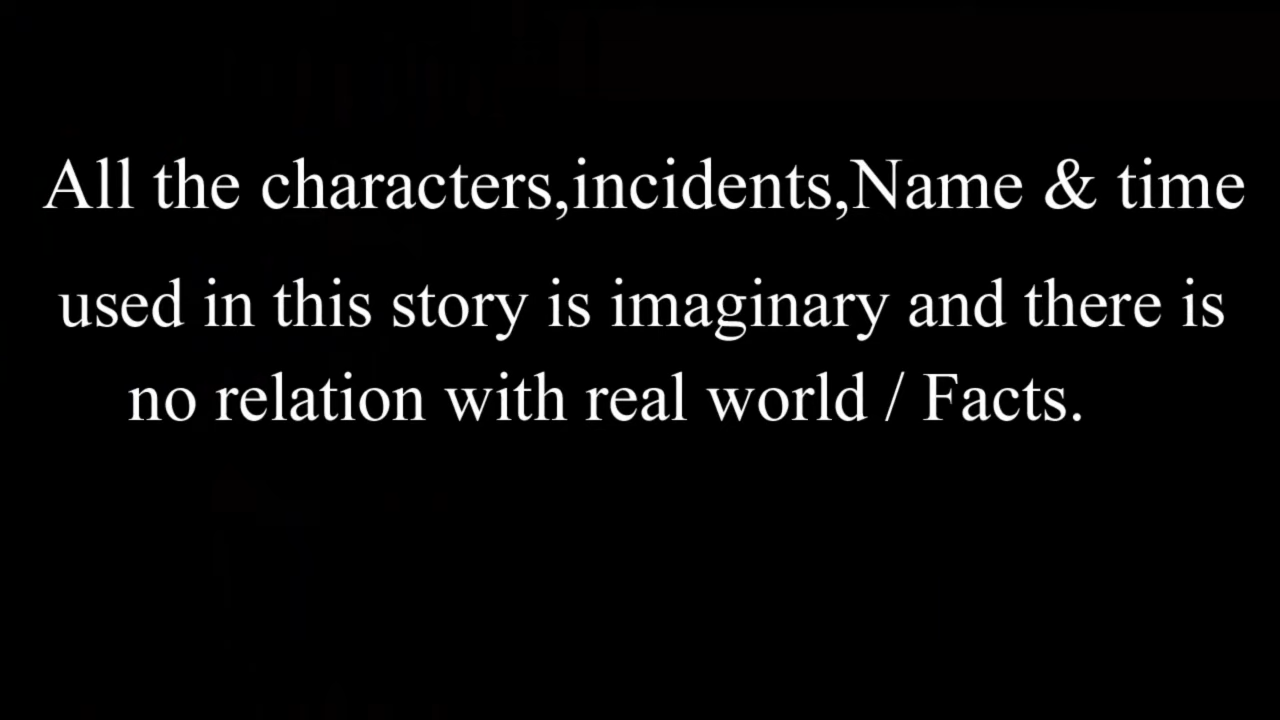 All the characters,incidents,Name & time
used in this story is imaginary and there is
no relation with real world / Facts.